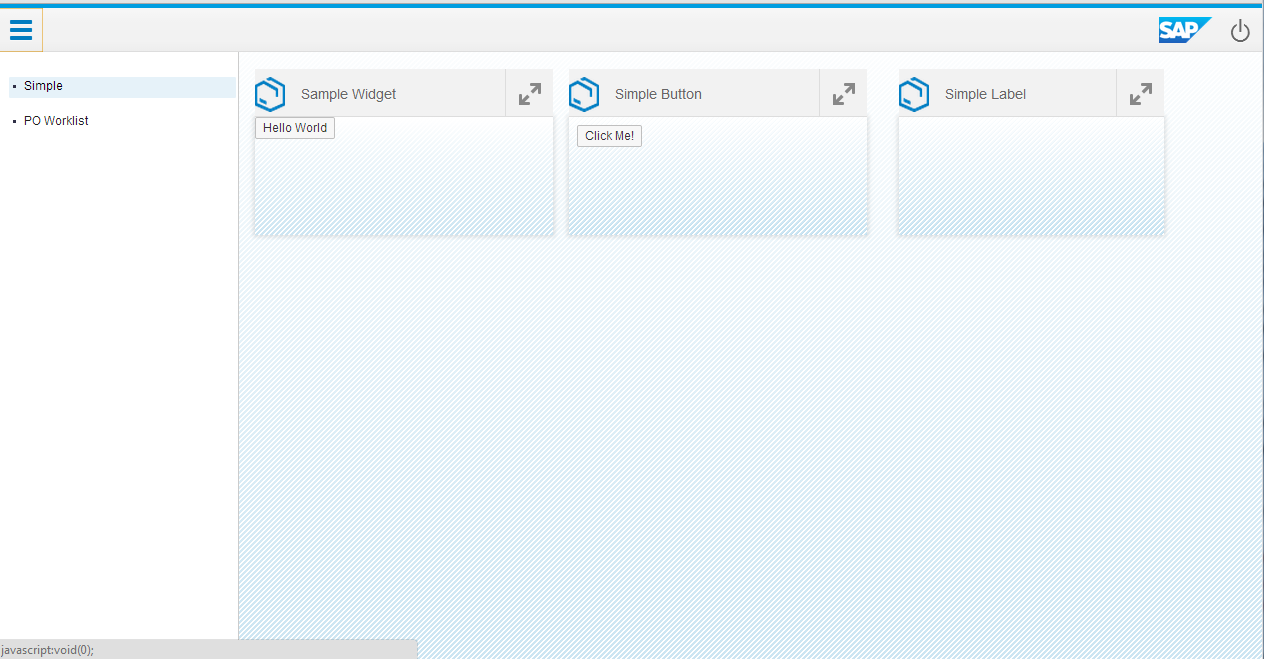 SAP
Simple
PO Worklist
Sample Widget
Simple Button
Simple Label
Hello World
Click Me!
javascript:void(0);